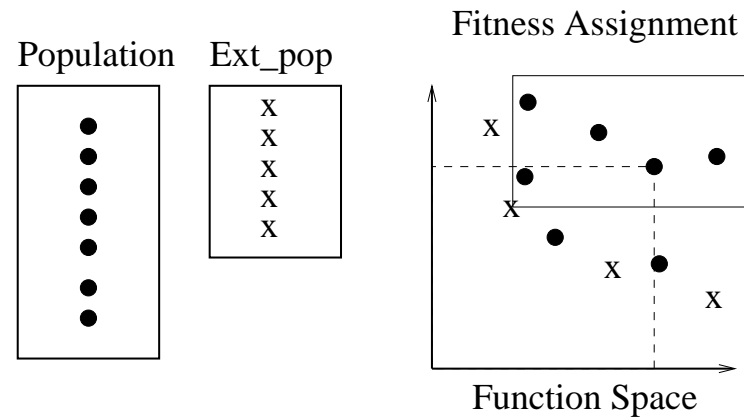 Fitness Assignment
Population
Ext_pop
x
x
x
x
x
x
x
x
x
Function Space